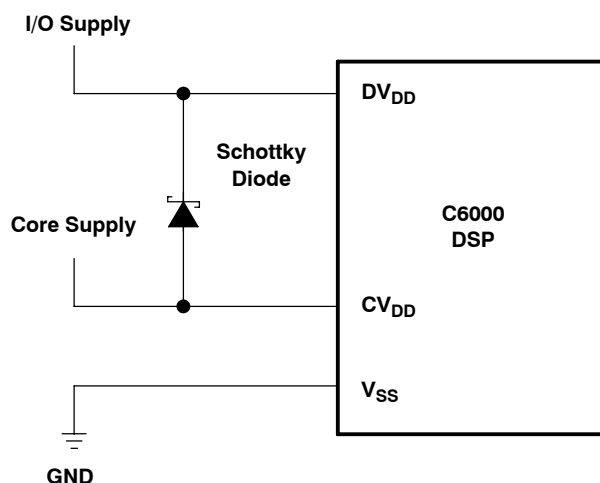 I/O Supply
DVDD
Schottky
Diode
Core Supply
C6000
DSP
CVDD
VSS
GND